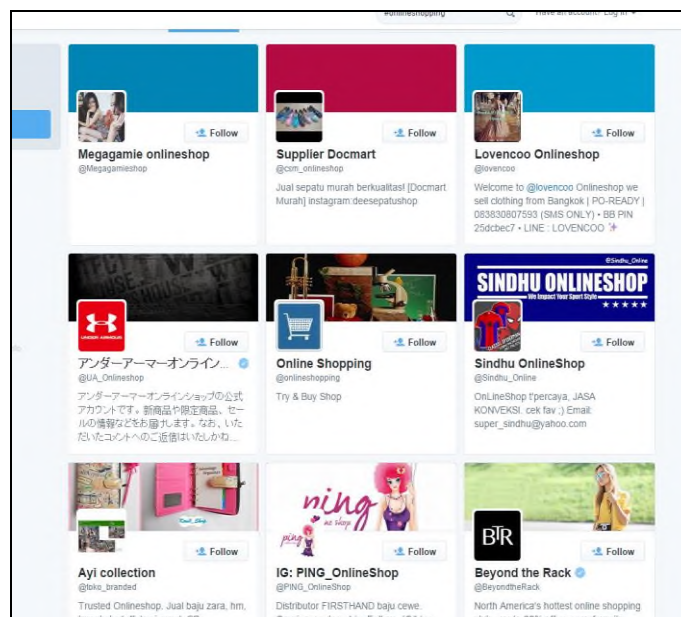 #onlineshopping
Have an account? Log in
Follow
Megagamie onlineshop
@Megagamieshop
Follow
Supplier Docmart
@ccm_onlineshop
Jual sepatu murah berkualitas! [Docmart
Murah] instagram:deesepatushop
Follow
Lovencoo Onlineshop
@lovencoo
Welcome to @lovencoo Onlineshop we
sell clothing from Bangkok | PO-READY |
083830807593 (SMS ONLY) • BB PIN
25dcbec7 • LINE : LOVENCOO
UNDER ARMOUR
Follow
アンダーアーマーオンライン...
@UA_Onlineshop
アンダーアーマーオンラインショップの公式
アカウントです。新商品や限定商品、セー
ルの情報などをお届けします。なお、いた
だいたコメントへのご返信はいたしかね...
Follow
Online Shopping
@onlineshopping
Try & Buy Shop
@Sindhu_Online
SINDHU ONLINESHOP
We Impact Your Sport Style
Follow
Sindhu OnlineShop
@Sindhu_Online
OnLineShop t'percaya, JASA
KONVEKSI. cek fav ;) Email:
super_sindhu@yahoo.com
Follow
Ayi collection
@toko_branded
Trusted Onlineshop. Jual baju zara, hm,
ning
ping
Follow
IG: PING_OnlineShop
@PING_OnlineShop
Distributor FIRSTHAND baju cewe.
BTR
Follow
Beyond the Rack
@BeyondtheRack
North America's hottest online shopping